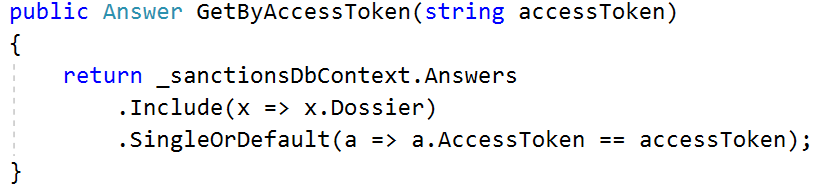 public Answer GetByAccessToken(string accessToken)
{
    return _sanctionsDbContext.Answers
        .Include(x => x.Dossier)
        .SingleOrDefault(a => a.AccessToken == accessToken);
}